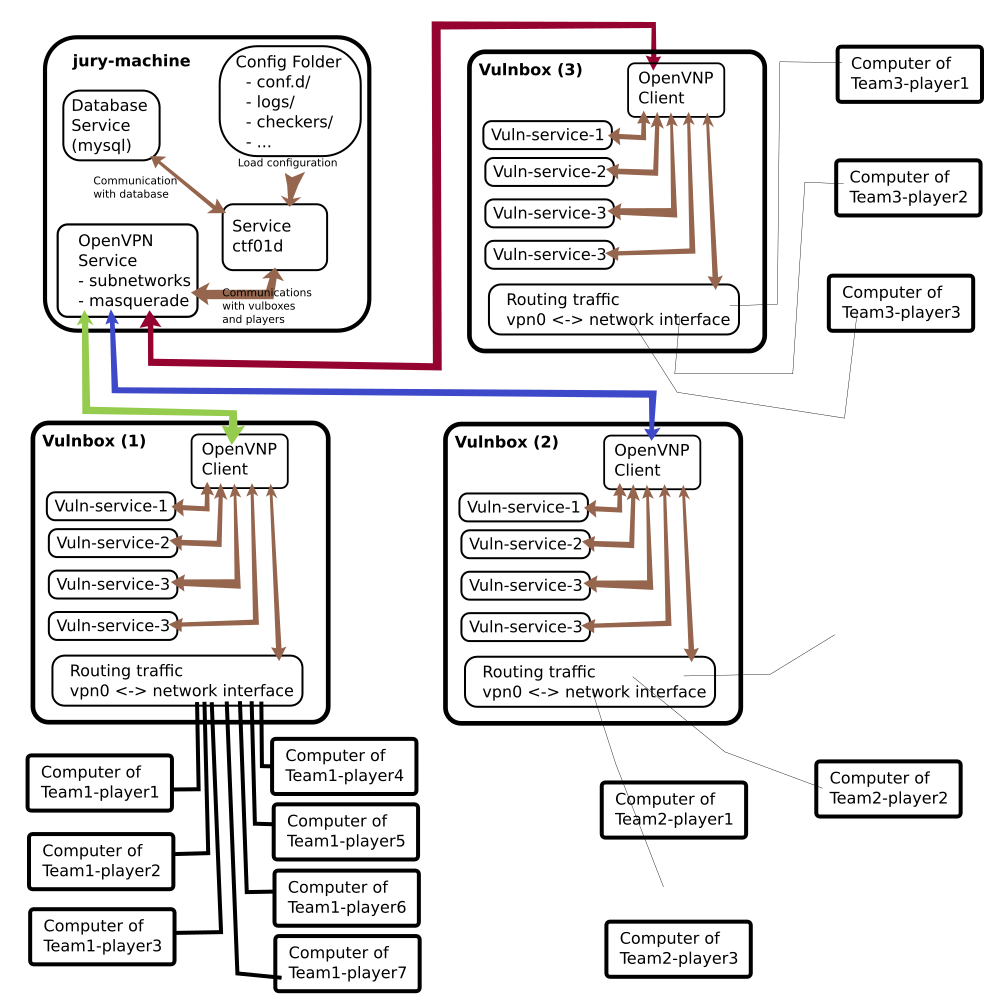 jury-machine
Config Folder
- conf.d/
- logs/
- checkers/
- ...
Database
Service
(mysql)
Load configuration
Communication
with database
Service
ctf01d
OpenVPN
Service
- subnetworks
- masquerade
Communications
with vulboxes
and players
Vulnbox (3)
OpenVNP
Client
Vuln-service-1
Vuln-service-2
Vuln-service-3
Vuln-service-3
Routing traffic
vpn0 <-> network interface
Computer of
Team3-player1
Computer of
Team3-player2
Computer of
Team3-player3
Vulnbox (1)
OpenVNP
Client
Vuln-service-1
Vuln-service-2
Vuln-service-3
Vuln-service-3
Routing traffic
vpn0 <-> network interface
Vulnbox (2)
OpenVNP
Client
Vuln-service-1
Vuln-service-2
Vuln-service-3
Vuln-service-3
Routing traffic
vpn0 <-> network interface
Computer of
Team1-player1
Computer of
Team1-player2
Computer of
Team1-player3
Computer of
Team1-player4
Computer of
Team1-player5
Computer of
Team1-player6
Computer of
Team1-player7
Computer of
Team2-player1
Computer of
Team2-player2
Computer of
Team2-player3